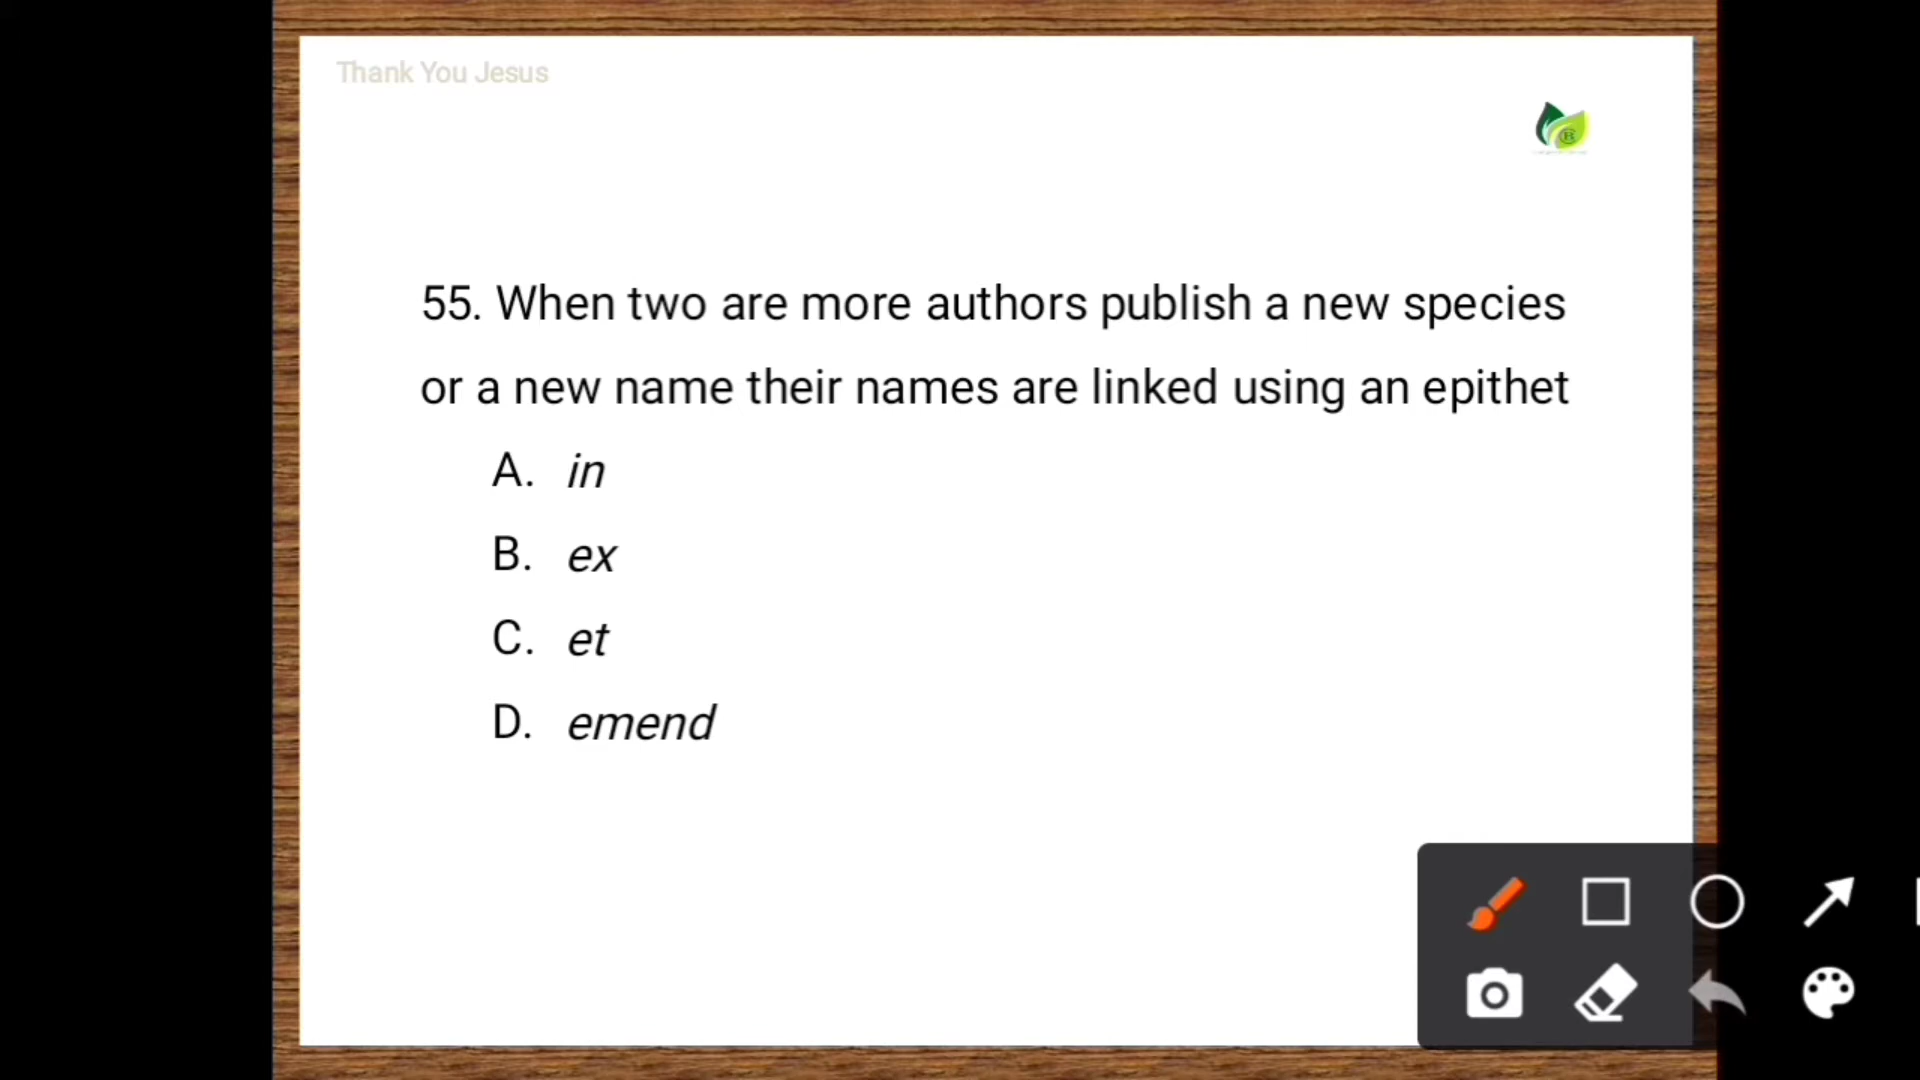 Thank You Jesus
55. When two are more authors publish a new species
or a new name their names are linked using an epithet
A. in
B. ex
C. et
D. emend